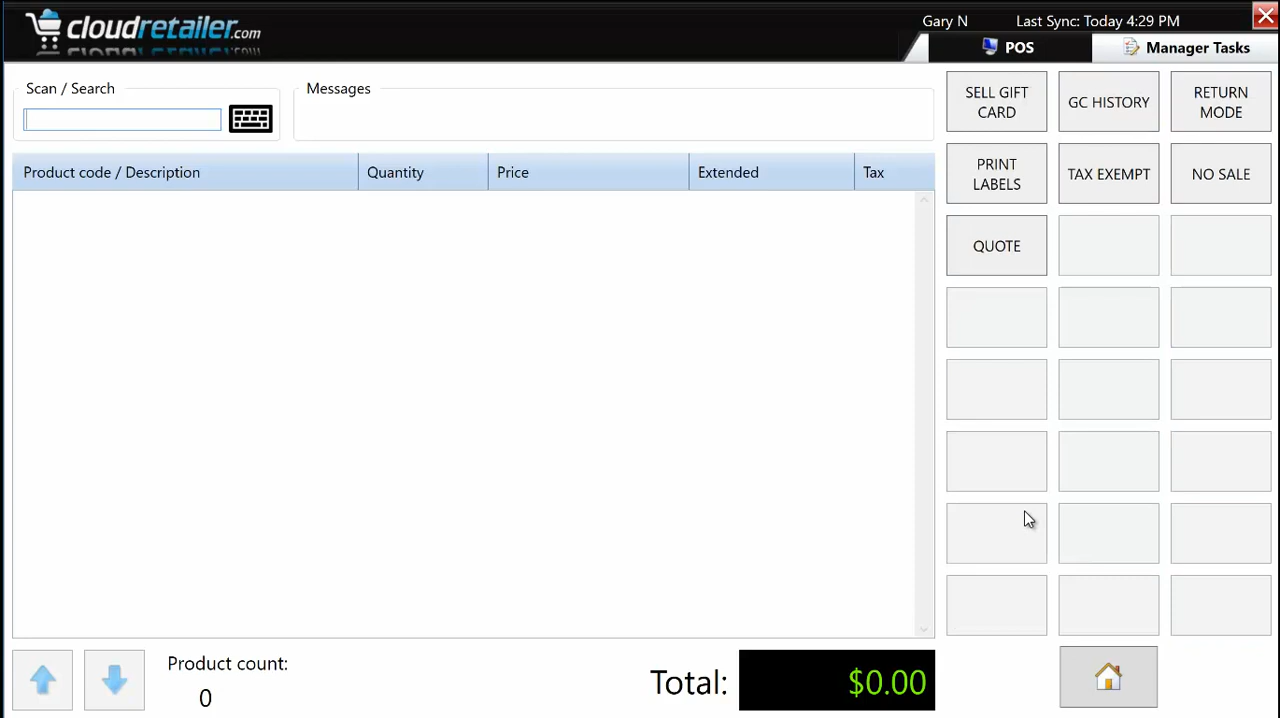 cloudretailer.com
Gary N
Last Sync: Today 4:29 PM
POS
Manager Tasks
Scan / Search
Messages
Product code / Description
Quantity
Price
Extended
Tax
SELL GIFT
CARD
GC HISTORY
RETURN
MODE
PRINT
LABELS
TAX EXEMPT
NO SALE
QUOTE
Product count:
0
Total:
$0.00